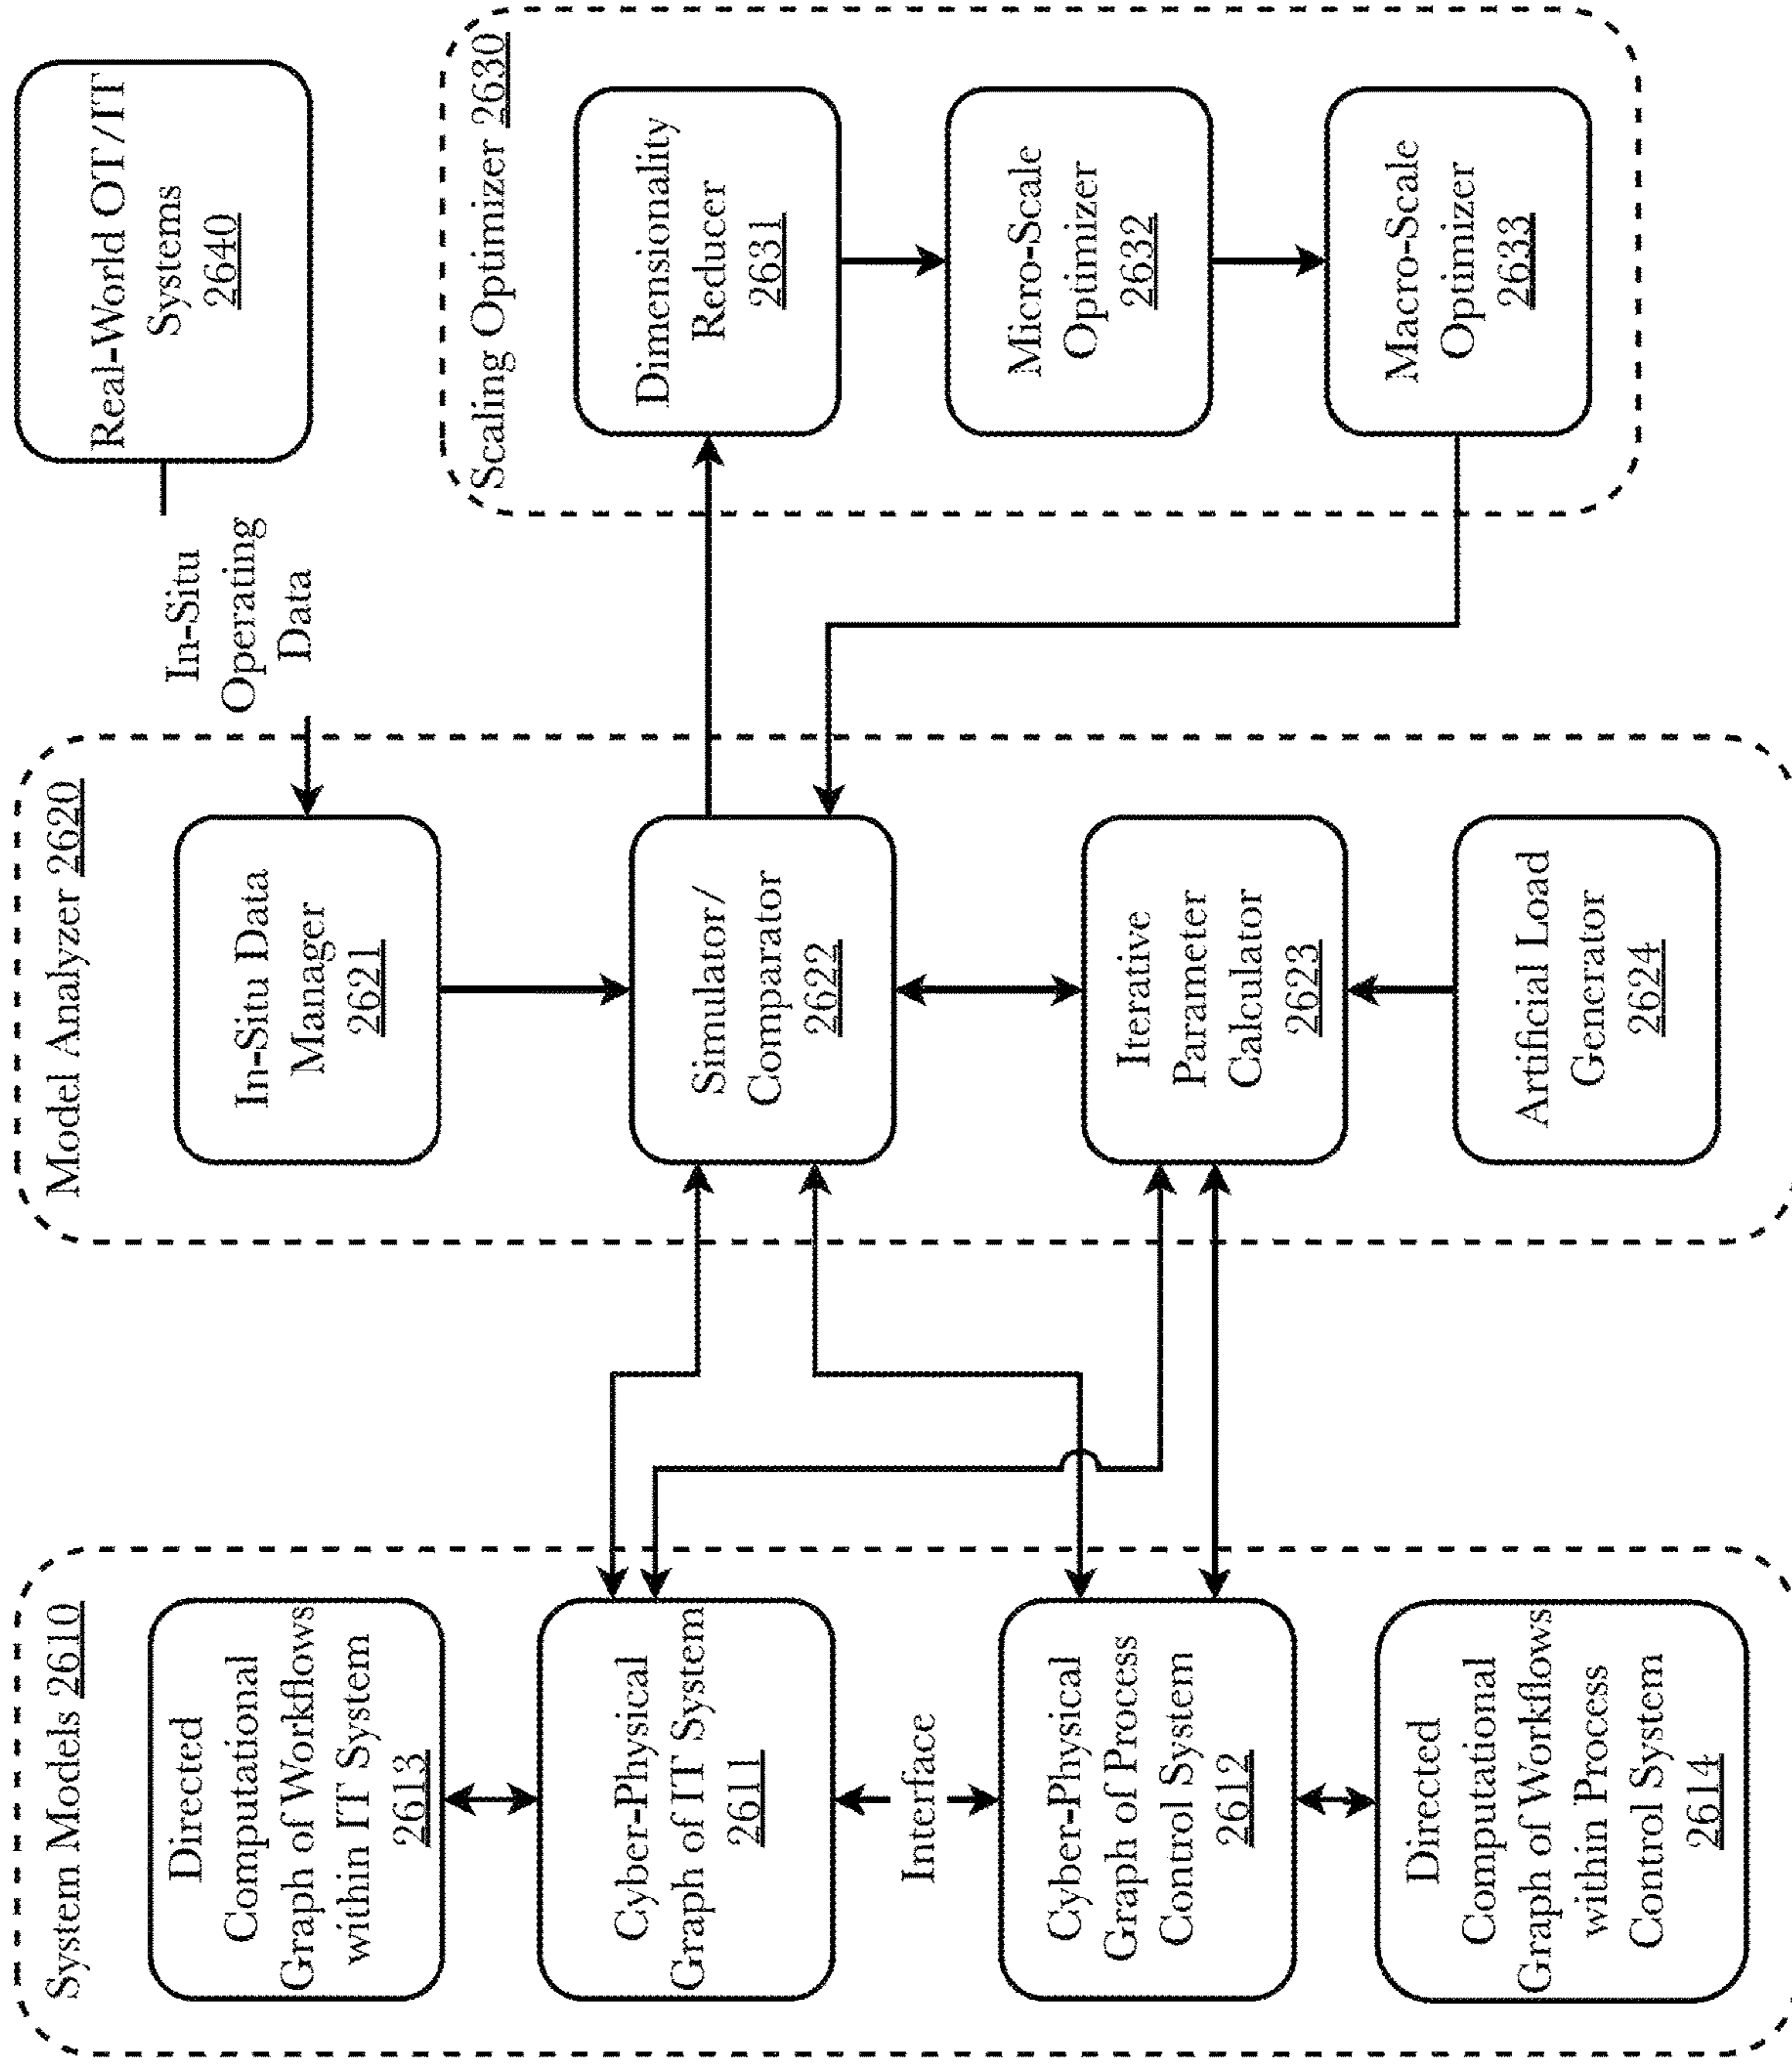 System Models 2610
Directed
Computational
Graph of Workflows
within IT System
2613
Cyber-Physical
Graph of IT System
2611
Interface
Cyber-Physical
Graph of Process
Control System
2612
Directed
Computational
Graph of Workflows
within Process
Control System
2614
Model Analyzer 2620
In-Situ Data
Manager
2621
Simulator/
Comparator
2622
Iterative
Parameter
Calculator
2623
Artificial Load
Generator
2624
In-Situ
Operating
Data
Real-World OT/IT
Systems
2640
Scaling Optimizer 2630
Dimensionality
Reducer
2631
Micro-Scale
Optimizer
2632
Macro-Scale
Optimizer
2633